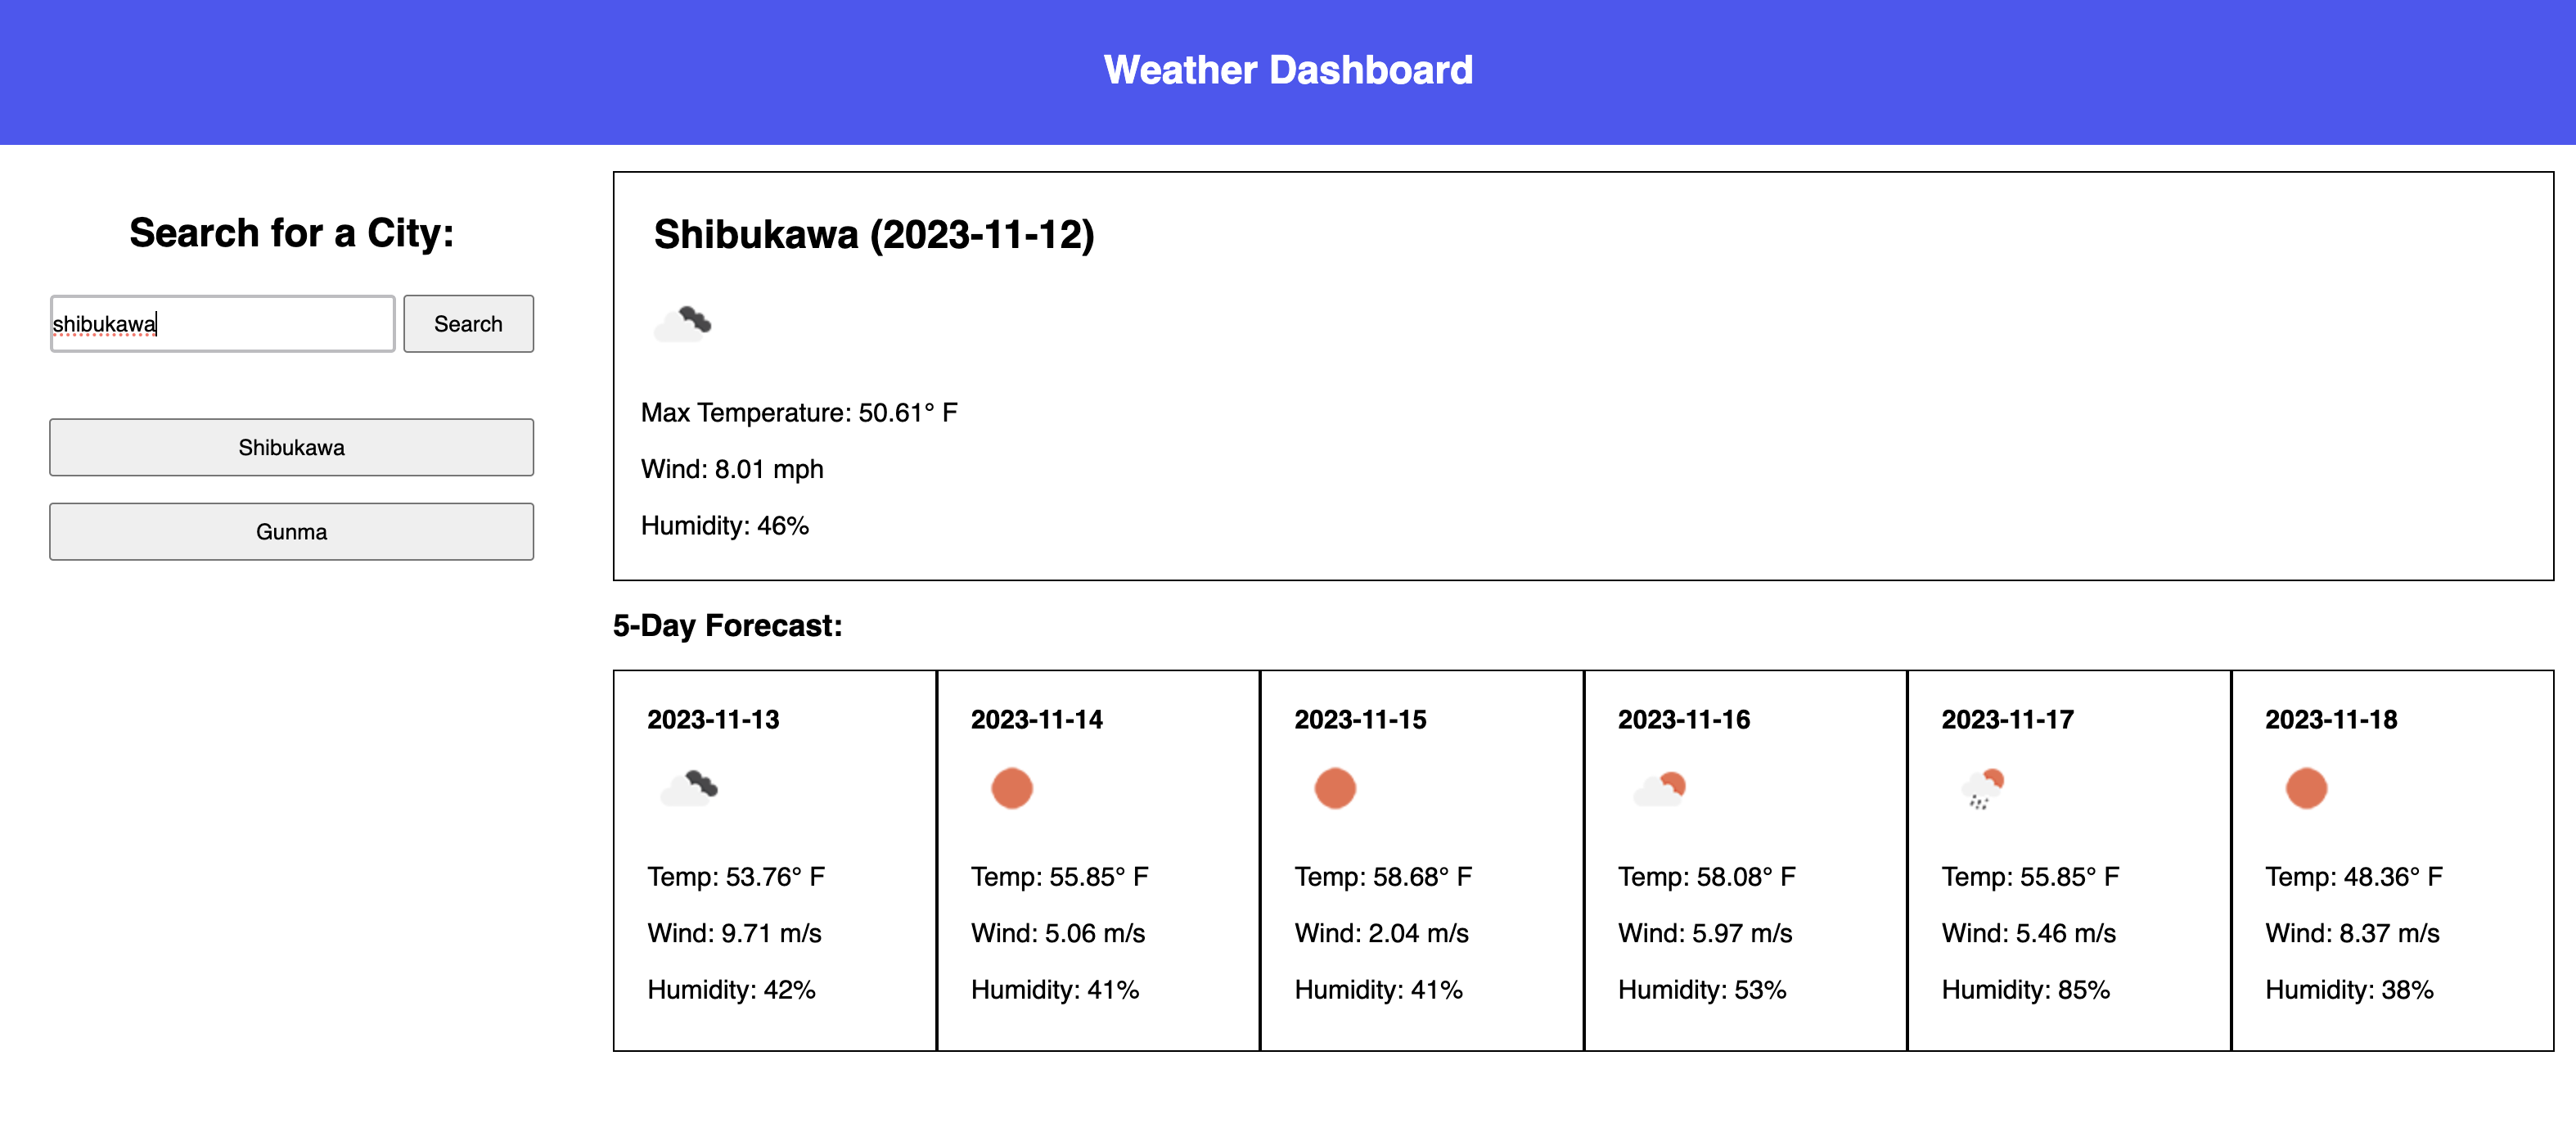 Weather Dashboard
Search for a City:
shibukawa
Search
Shibukawa
Gunma
Shibukawa (2023-11-12)
Max Temperature: 50.61° F
Wind: 8.01 mph
Humidity: 46%
5-Day Forecast:
2023-11-13
Temp: 53.76° F
Wind: 9.71 m/s
Humidity: 42%
2023-11-14
Temp: 55.85° F
Wind: 5.06 m/s
Humidity: 41%
2023-11-15
Temp: 58.68° F
Wind: 2.04 m/s
Humidity: 41%
2023-11-16
Temp: 58.08° F
Wind: 5.97 m/s
Humidity: 53%
2023-11-17
Temp: 55.85° F
Wind: 5.46 m/s
Humidity: 85%
2023-11-18
Temp: 48.36° F
Wind: 8.37 m/s
Humidity: 38%